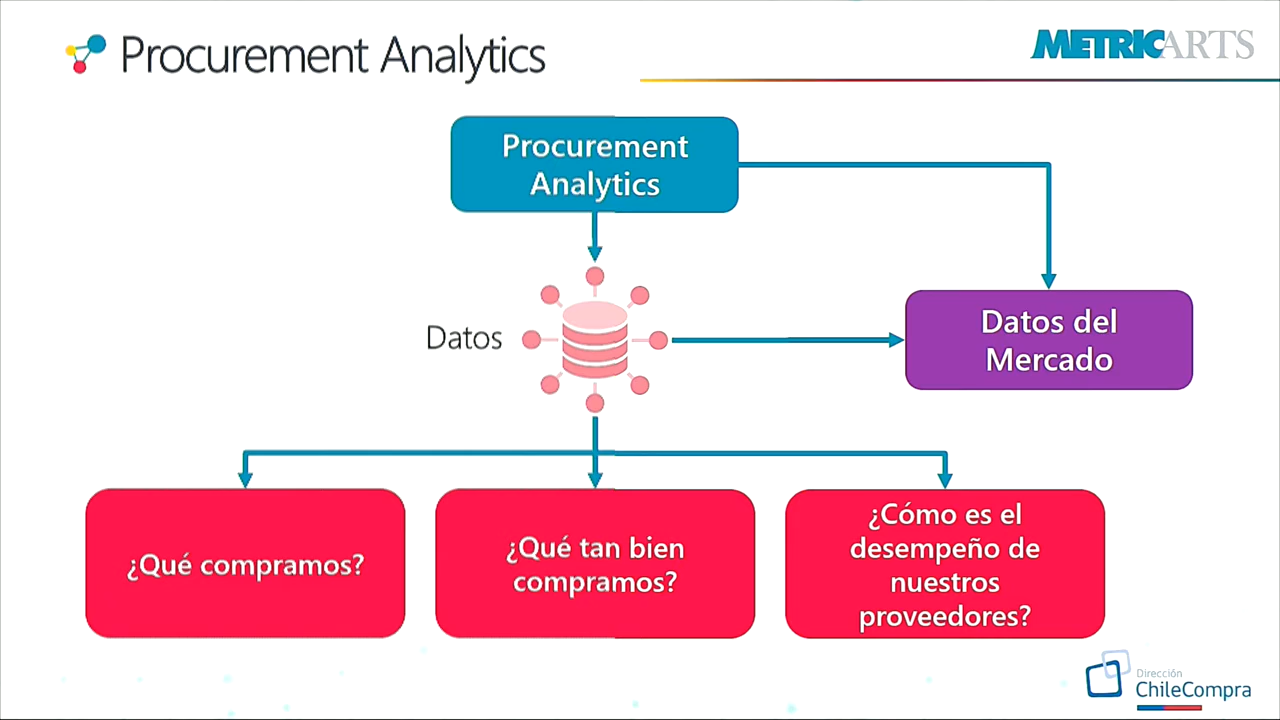 Procurement Analytics
METRICARTS
Procurement
Analytics
Datos
Datos del
Mercado
¿Qué compramos?
¿Qué tan bien
compramos?
¿Cómo es el
desempeño de
nuestros
proveedores?
Dirección
ChileCompra